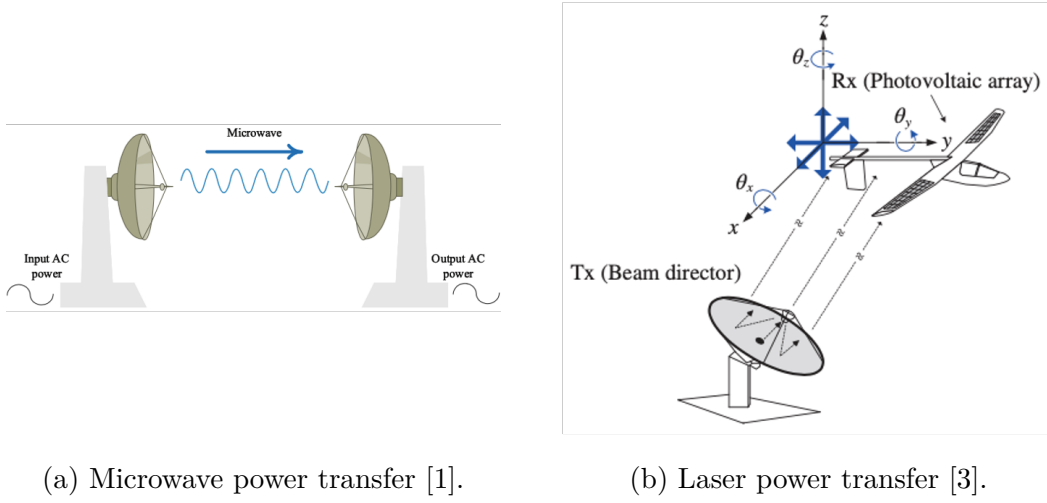 Microwave
Input AC
power
Output AC
power
z
θz
Rx (Photovoltaic array)
θy
y
θx
x
Tx (Beam director)
(a) Microwave power transfer [1].
(b) Laser power transfer [3].